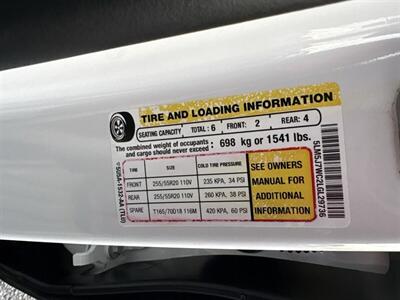 TIRE AND LOADING INFORMATION
SEATING CAPACITY TOTAL : 6 FRONT: 2 REAR: 4
The combined weight of occupants and cargo should never exceed : 698 kg or 1541 lbs.
TIRE SIZE COLD TIRE PRESSURE
FRONT 255/55R20 110V 235 KPA, 34 PSI
REAR 255/55R20 110V 260 KPA, 38 PSI
SPARE T165/70D18 116M 420 KPA, 60 PSI
SEE OWNERS
MANUAL FOR
ADDITIONAL
INFORMATION
5LM5J7WC2LGL29736